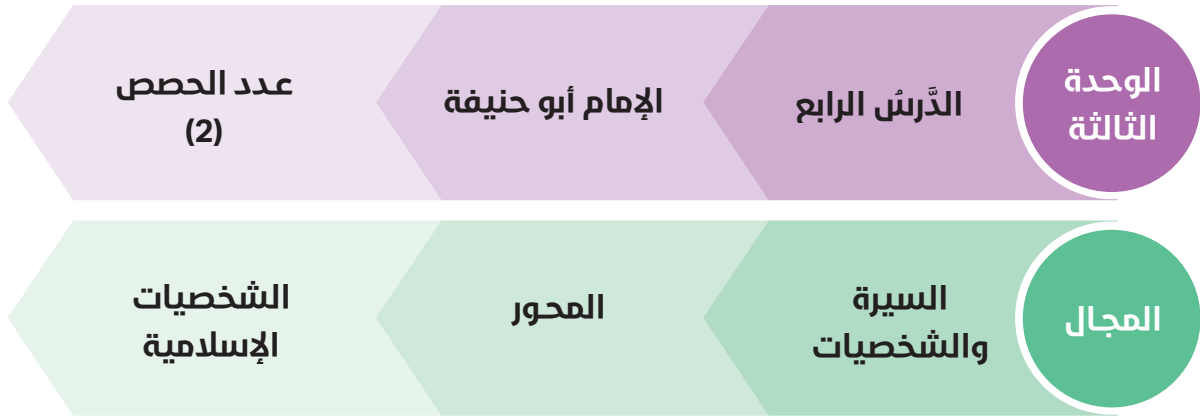 الوحدة
الثالثة
الدَّرسُ الرابع
الإمام أبو حنيفة
عدد الحصص
(2)
المجال
السيرة
والشخصيات
المحور
الشخصيات
الإسلامية